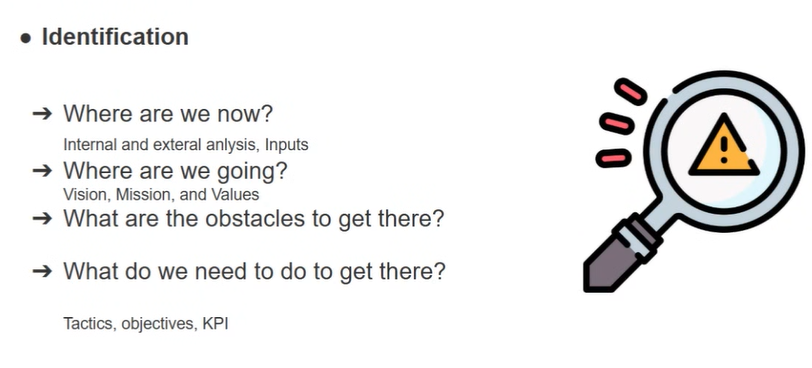 ● Identification
➔ Where are we now?
Internal and exteral anlysis, Inputs
➔ Where are we going?
Vision, Mission, and Values
➔ What are the obstacles to get there?
➔ What do we need to do to get there?
Tactics, objectives, KPI